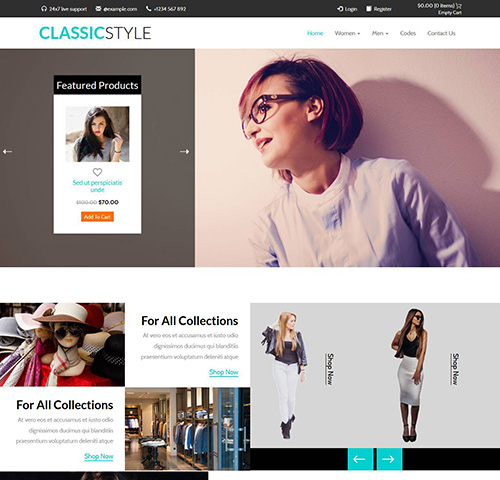 24x7 live support @example.com +1234 567 892 Login Register $0.00 (0 items)
Empty Cart
CLASSICSTYLE
Home Women Men Codes Contact Us
Featured Products
Sed ut perspiciatis
unde
$100.00 $70.00
Add To Cart
For All Collections
At vero eos et accusamus et iusto odio
dignissimos ducimus qui blanditiis
praesentium voluptatum deleniti atque
Shop Now
For All Collections
At vero eos et accusamus et iusto odio
dignissimos ducimus qui blanditiis
praesentium voluptatum deleniti atque
Shop Now
Shop Now
Shop Now